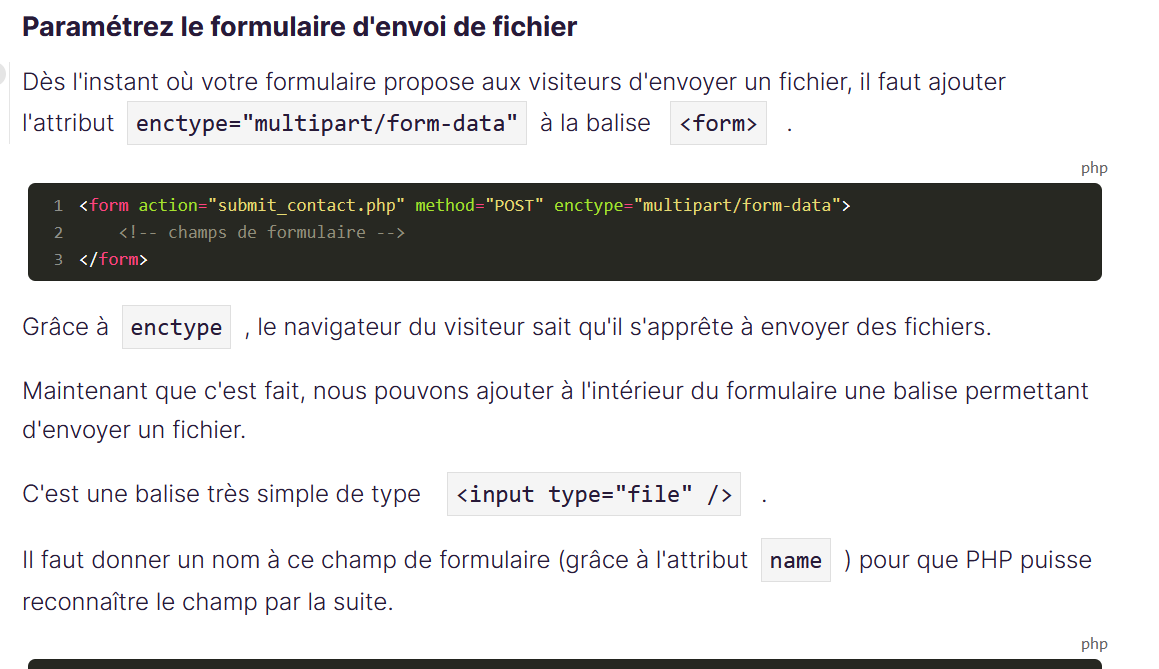 Paramétrez le formulaire d'envoi de fichier
Dès l'instant où votre formulaire propose aux visiteurs d'envoyer un fichier, il faut ajouter
l'attribut enctype="multipart/form-data" à la balise <form> .
php
1 <form action="submit_contact.php" method="POST" enctype="multipart/form-data">
2 <!-- champs de formulaire -->
3 </form>
Grâce à enctype , le navigateur du visiteur sait qu'il s'apprête à envoyer des fichiers.
Maintenant que c'est fait, nous pouvons ajouter à l'intérieur du formulaire une balise permettant
d'envoyer un fichier.
C'est une balise très simple de type <input type="file" /> .
Il faut donner un nom à ce champ de formulaire (grâce à l'attribut name ) pour que PHP puisse
reconnaître le champ par la suite.
php